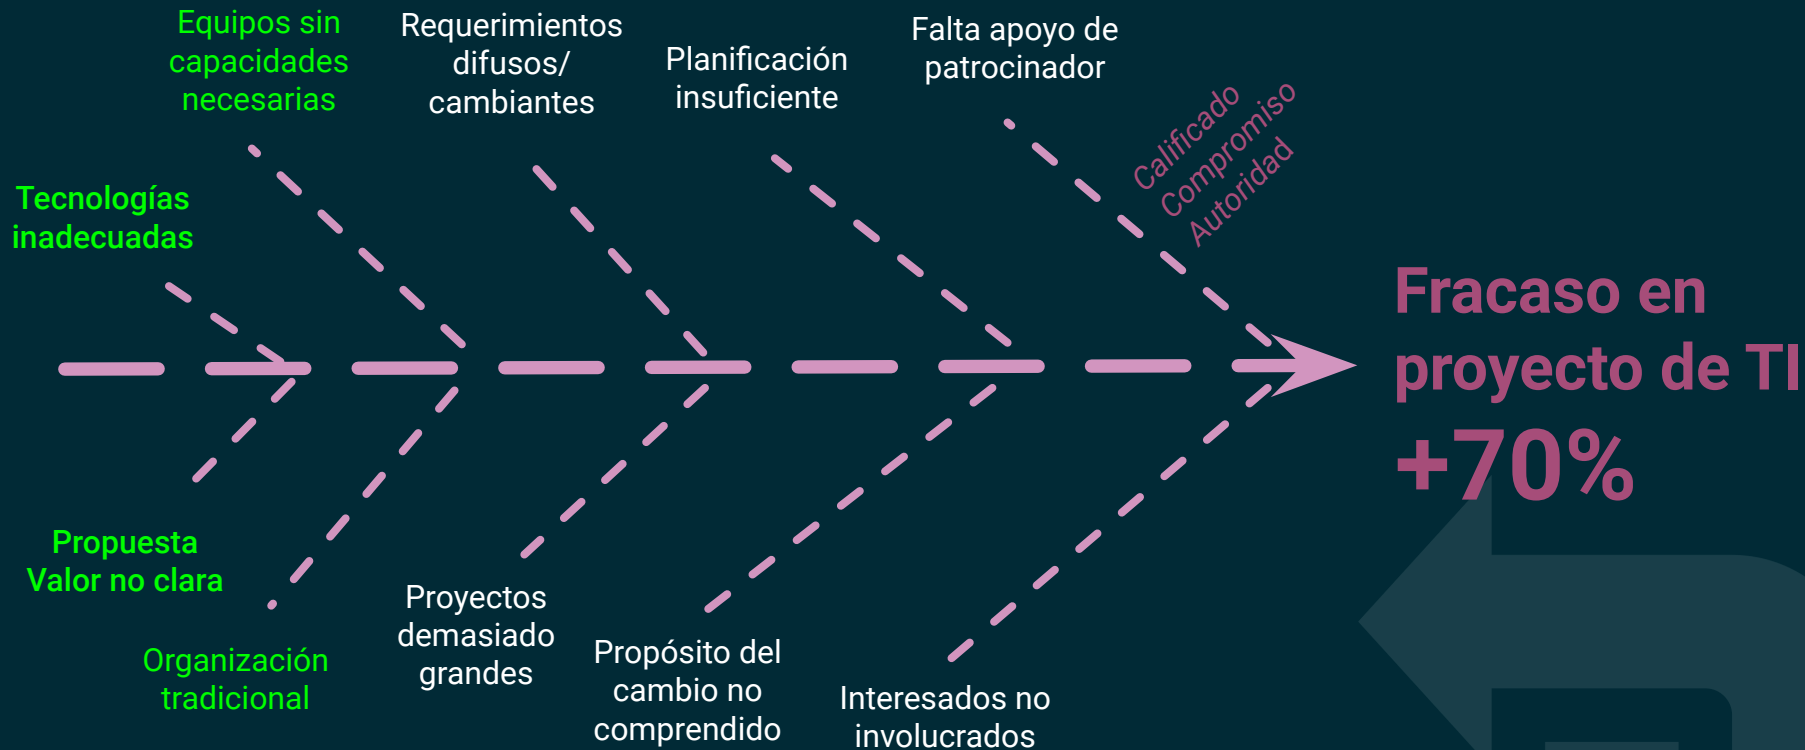 Equipos sin
capacidades
necesarias
Requerimientos
difusos/
cambiantes
Planificación
insuficiente
Falta apoyo de
patrocinador
Calificado
Compromiso
Autoridad
Tecnologías
inadecuadas
Fracaso en
proyecto de TI
+70%
Propuesta
Valor no clara
Organización
tradicional
Proyectos
demasiado
grandes
Propósito del
cambio no
comprendido
Interesados no
involucrados